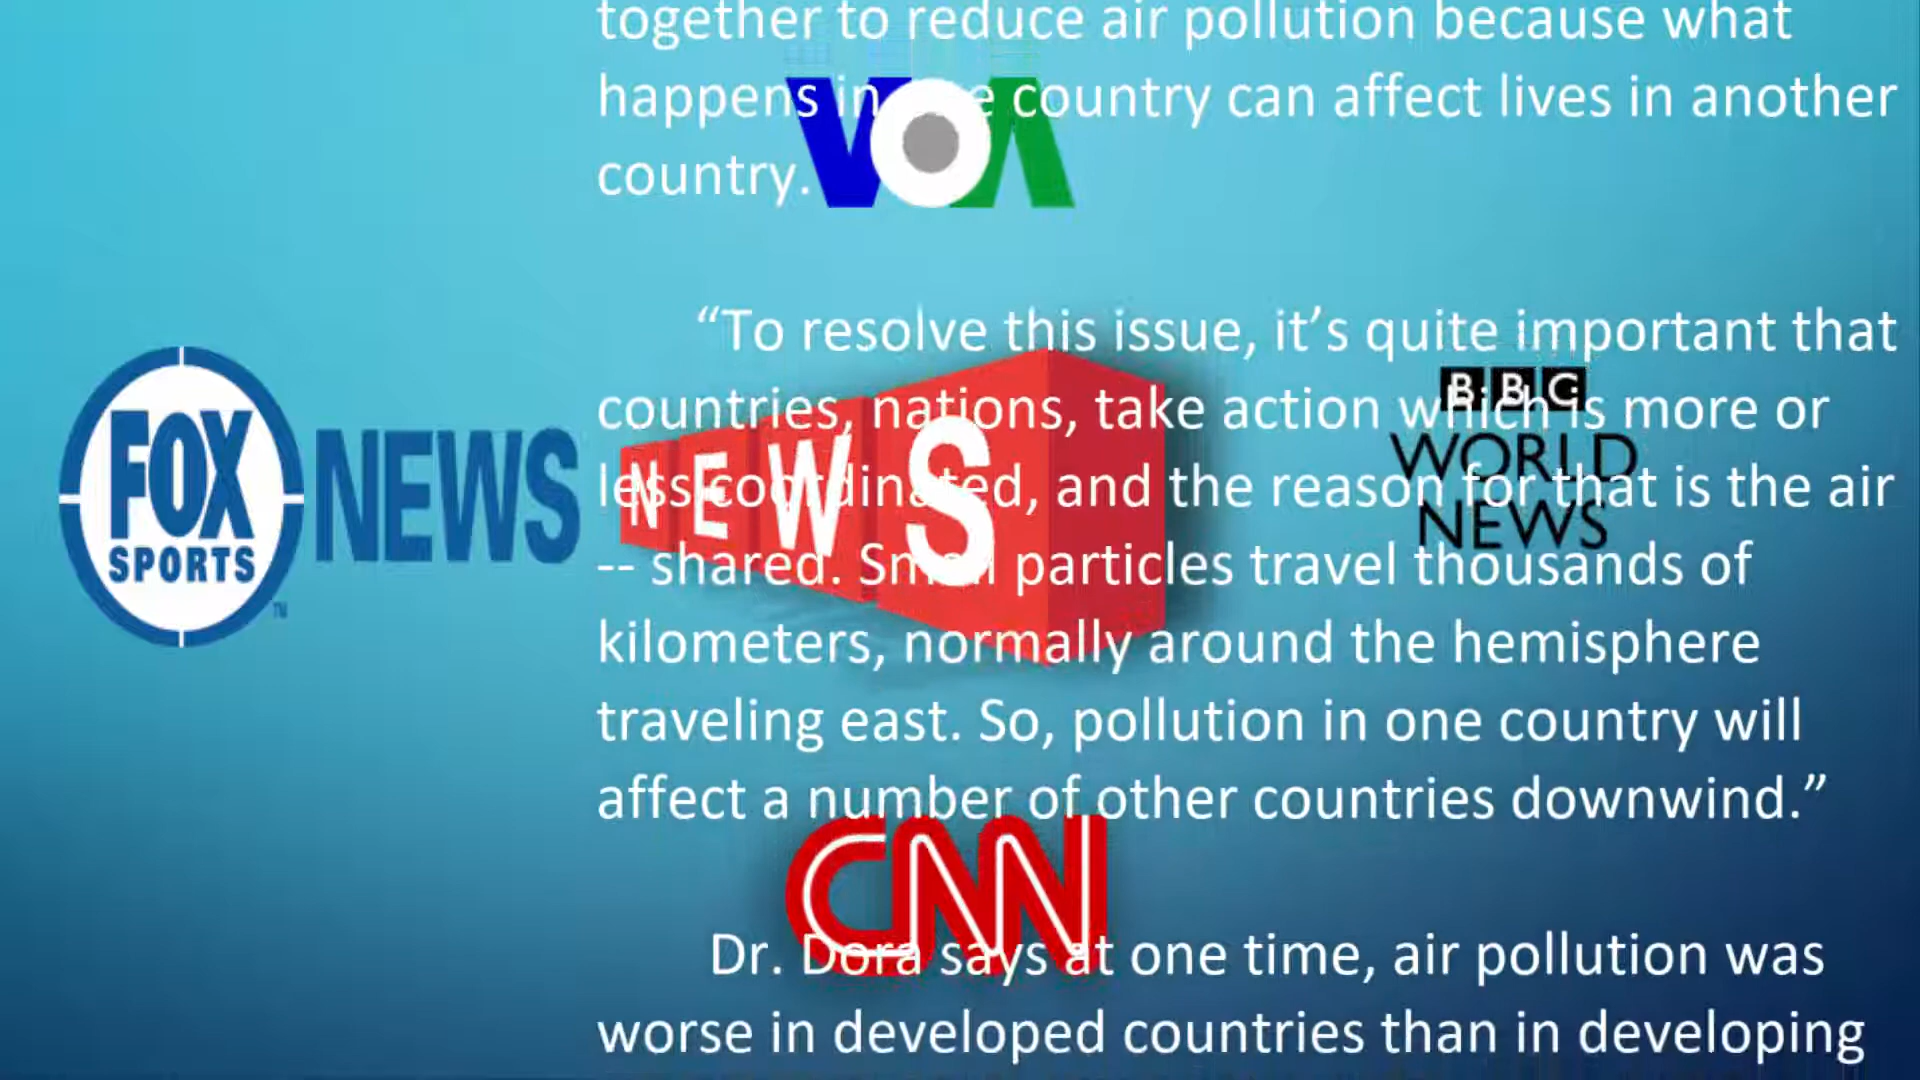 together to reduce air pollution because what
happens in one country can affect lives in another
country.
VOA
“To resolve this issue, it’s quite important that
countries, nations, take action which is more or
less coordinated, and the reason for that is the air
-- shared. Small particles travel thousands of
kilometers, normally around the hemisphere
traveling east. So, pollution in one country will
affect a number of other countries downwind.”
FOX
SPORTS
TM
NEWS
NEWS
BBC
WORLD
NEWS
CNN
Dr. Dora says at one time, air pollution was
worse in developed countries than in developing